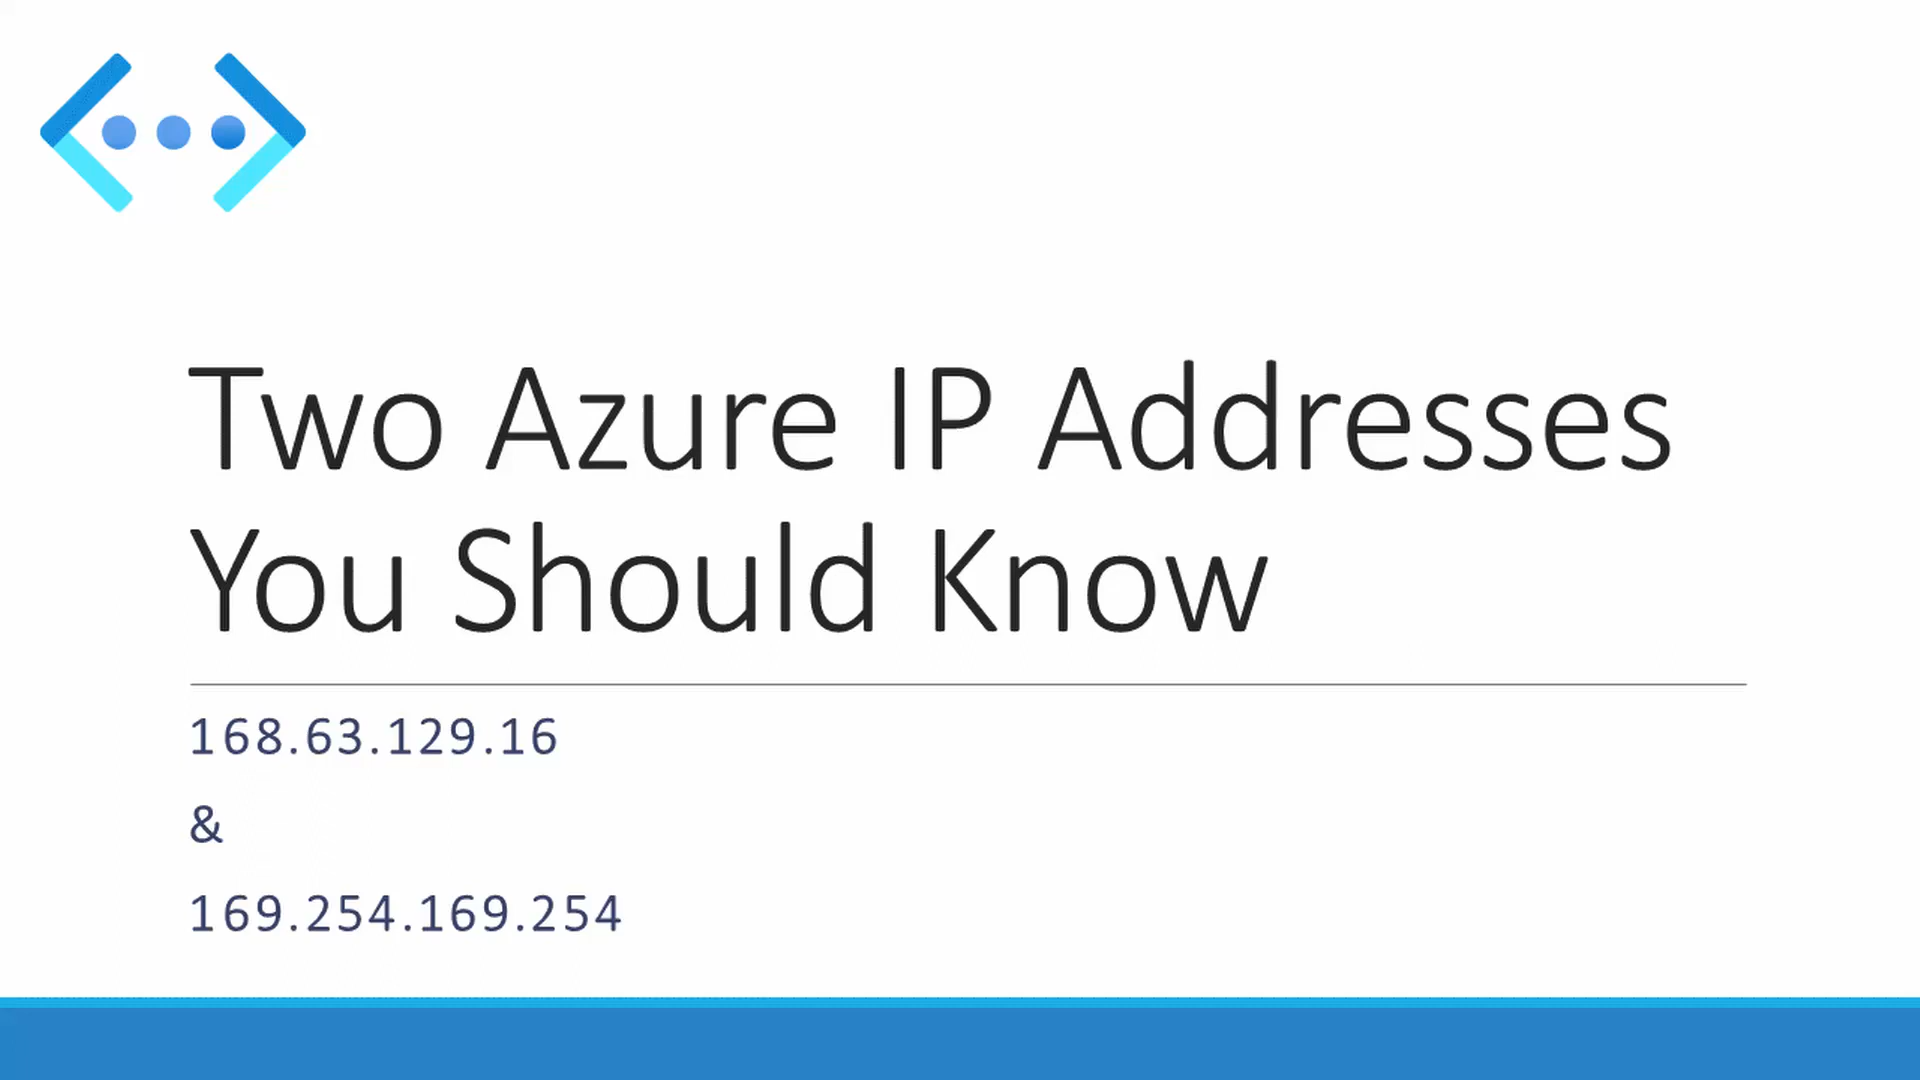 Two Azure IP Addresses
You Should Know
168.63.129.16
&
169.254.169.254